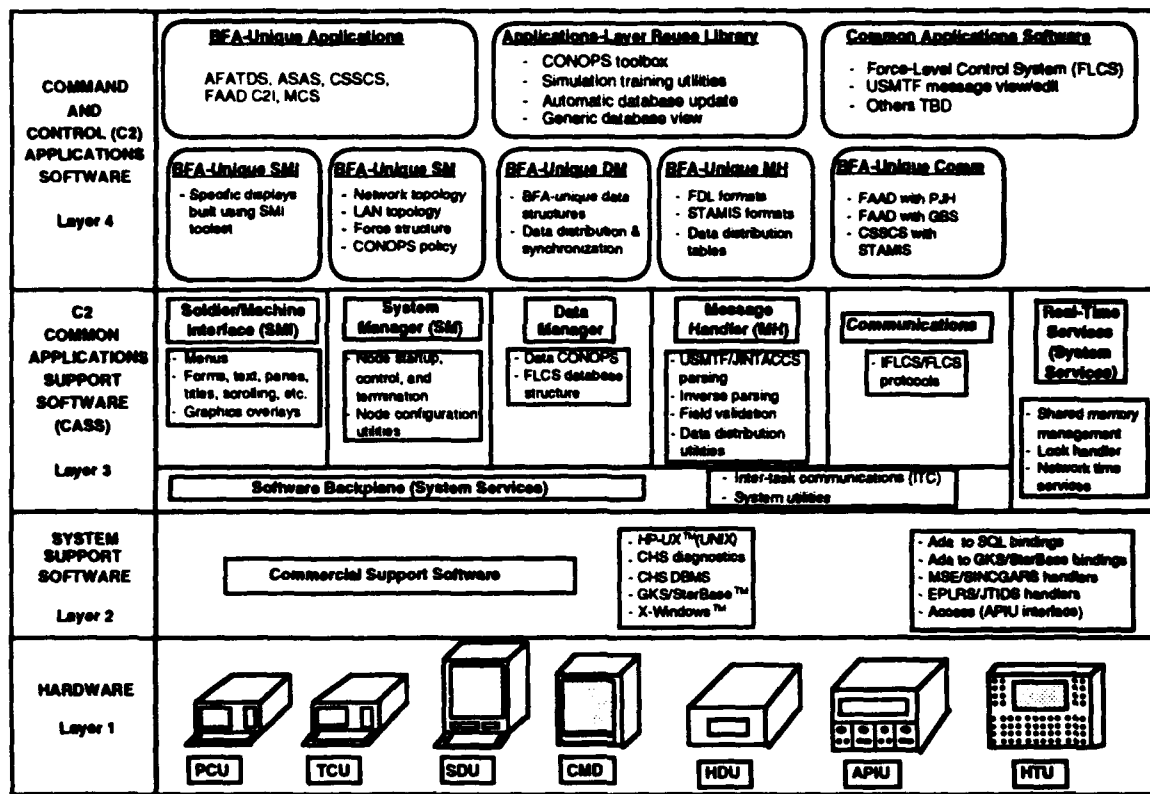 COMMAND
AND
CONTROL (C2)
APPLICATIONS
SOFTWARE
Layer 4
BFA-Unique Applications
AFATDS, ASAS, CSSCS,
FAAD C2I, MCS
Applications-Layer Reuse Library
- CONOPS toolbox
- Simulation training utilities
- Automatic database update
- Generic database view
Common Applications Software
- Force-Level Control System (FLCS)
- USMTF message view/edit
- Others TBD
BFA-Unique SMI
- Specific displays
built using SMI
toolset
BFA-Unique SM
- Network topology
- LAN topology
- Force structure
- CONOPS policy
BFA-Unique DM
- BFA-unique data
structures
- Data distribution &
synchronization
BFA-Unique MH
- FDL formats
- STAMIS formats
- Data distribution
tables
BFA-Unique Comm
- FAAD with PJH
- FAAD with GBS
- CSSCS with
STAMIS
C2
COMMON
APPLICATIONS
SUPPORT
SOFTWARE
(CASS)
Layer 3
Soldier/Machine
Interface (SMI)
- Menus
- Forms, text, panes,
titles, scrolling, etc.
- Graphics overlays
System
Manager (SM)
- Node startup,
control, and
termination
- Node configuration
utilities
Data
Manager
- Data CONOPS
- FLCS database
structure
Message
Handler (MH)
- USMTF/JINTACCS
parsing
- Inverse parsing
- Field validation
- Data distribution
utilities
Communications
- IFLCS/FLCS
protocols
Real-Time
Services
(System
Services)
- Shared memory
management
- Lock handler
- Network time
services
Software Backplane (System Services)
- Inter-task communications (ITC)
- System utilities
SYSTEM
SUPPORT
SOFTWARE
Layer 2
Commercial Support Software
- HP-UX™(UNIX)
- CHS diagnostics
- CHS DBMS
- GKS/StarBase™
- X-Windows™
- Ada to SQL bindings
- Ada to GKS/StarBase bindings
- MSE/SINCGARS handlers
- EPLRS/JTIDS handlers
- Access (APIU interface)
HARDWARE
Layer 1
PCU
TCU
SDU
CMD
HDU
APIU
HTU